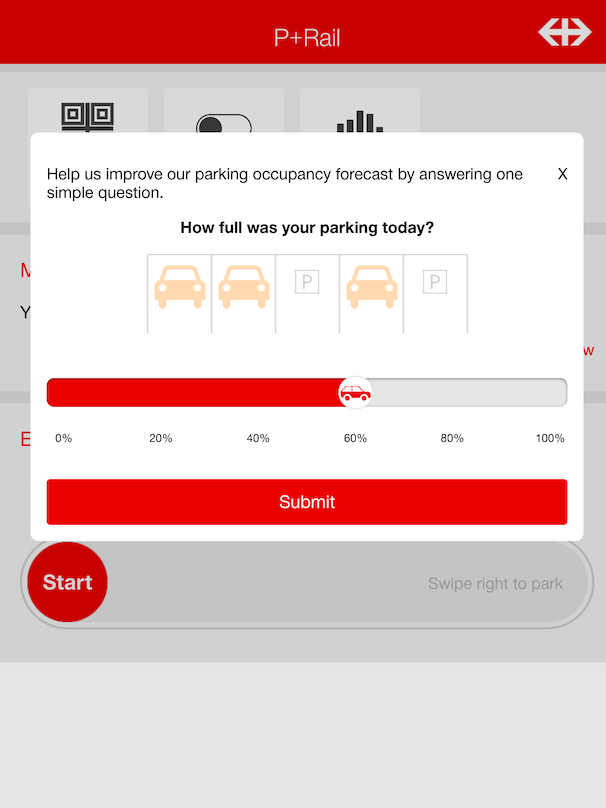 P+Rail
Help us improve our parking occupancy forecast by answering one
simple question.
X
How full was your parking today?
P
P
0% 20% 40% 60% 80% 100%
Submit
Start
Swipe right to park